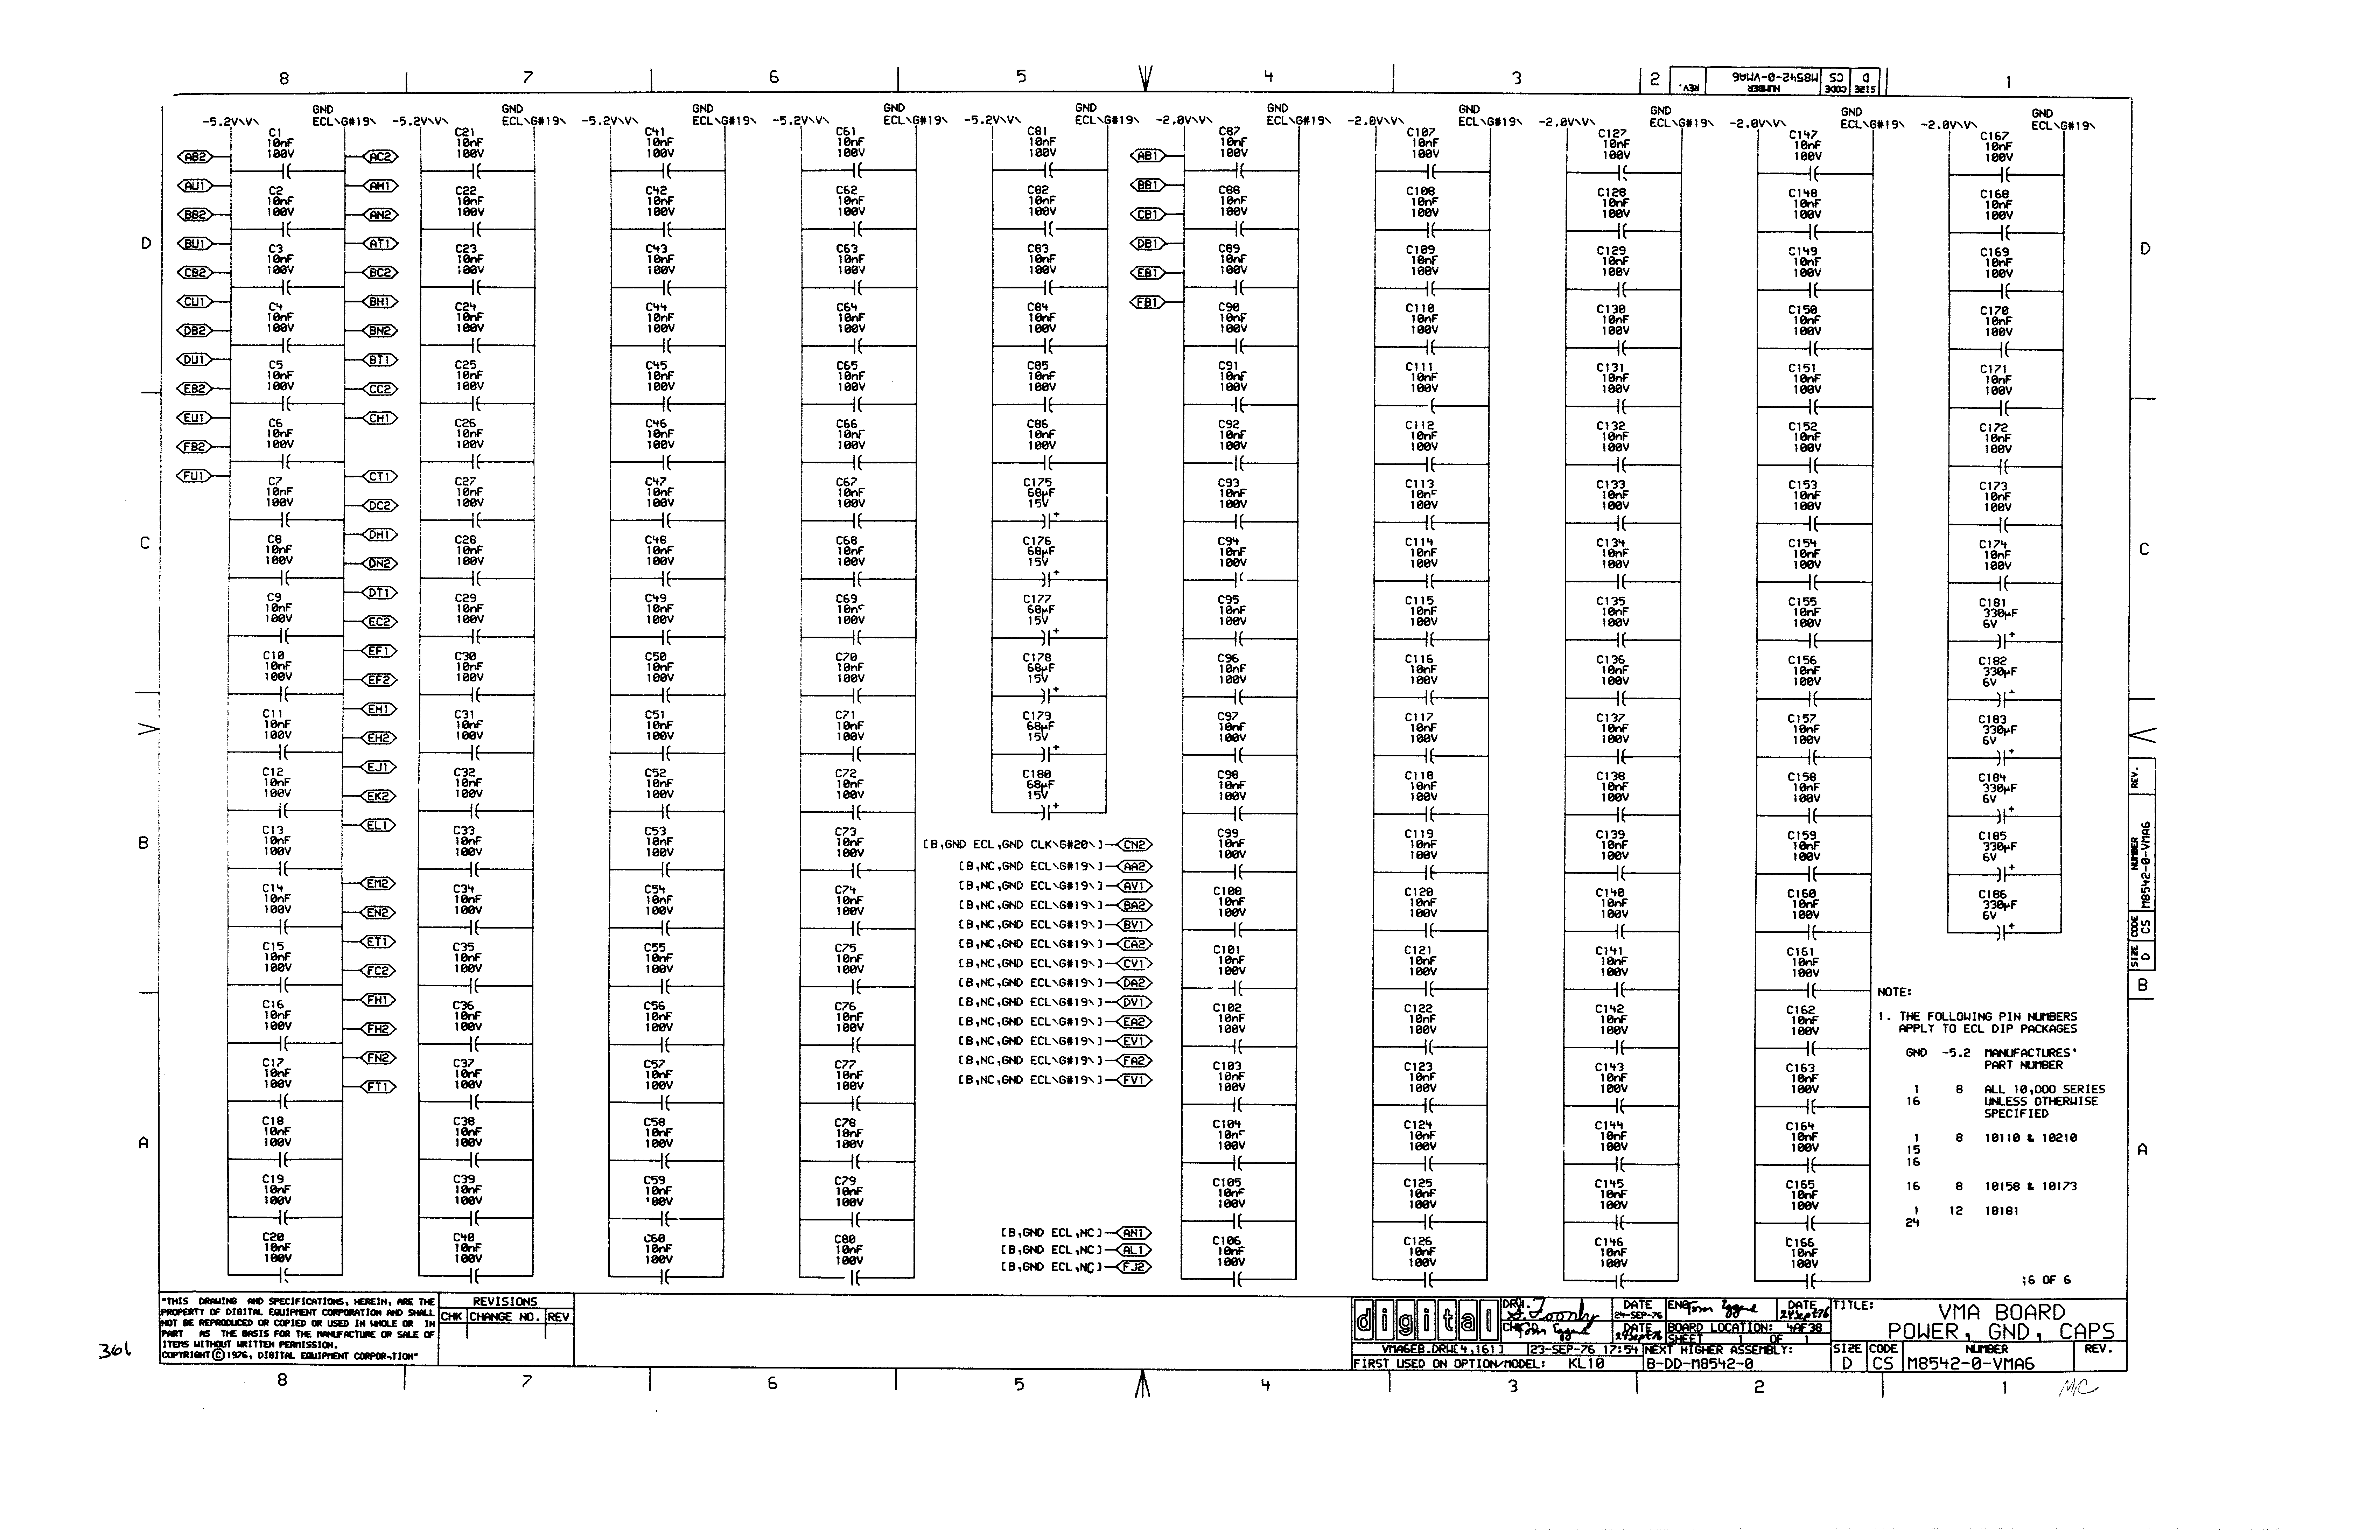 8 7 6 5 4 3 2 1
SIZE CODE NUMBER REV.
D CS M8542-0-VMA6
GND GND GND GND GND GND GND GND GND GND
-5.2V\V\ ECL\G#19\ -5.2V\V\ ECL\G#19\ -5.2V\V\ ECL\G#19\ -5.2V\V\ ECL\G#19\ -5.2V\V\ ECL\G#19\ -2.0V\V\ ECL\G#19\ -2.0V\V\ ECL\G#19\ -2.0V\V\ ECL\G#19\ -2.0V\V\ ECL\G#19\ -2.0V\V\ ECL\G#19\
C1 C21 C41 C61 C81 C87 C107 C127 C147 C167
10nF 10nF 10nF 10nF 10nF 10nF 10nF 10nF 10nF 10nF
100V 100V 100V 100V 100V 100V 100V 100V 100V 100V
C2 C22 C42 C62 C82 C88 C108 C128 C148 C168
10nF 10nF 10nF 10nF 10nF 10nF 10nF 10nF 10nF 10nF
100V 100V 100V 100V 100V 100V 100V 100V 100V 100V
C3 C23 C43 C63 C83 C89 C109 C129 C149 C169
10nF 10nF 10nF 10nF 10nF 10nF 10nF 10nF 10nF 10nF
100V 100V 100V 100V 100V 100V 100V 100V 100V 100V
C4 C24 C44 C64 C84 C90 C110 C130 C150 C170
10nF 10nF 10nF 10nF 10nF 10nF 10nF 10nF 10nF 10nF
100V 100V 100V 100V 100V 100V 100V 100V 100V 100V
C5 C25 C45 C65 C85 C91 C111 C131 C151 C171
10nF 10nF 10nF 10nF 10nF 10nF 10nF 10nF 10nF 10nF
100V 100V 100V 100V 100V 100V 100V 100V 100V 100V
C6 C26 C46 C66 C86 C92 C112 C132 C152 C172
10nF 10nF 10nF 10nF 10nF 10nF 10nF 10nF 10nF 10nF
100V 100V 100V 100V 100V 100V 100V 100V 100V 100V
C7 C27 C47 C67 C175 C93 C113 C133 C153 C173
10nF 10nF 10nF 10nF 68µF 10nF 10nF 10nF 10nF 10nF
100V 100V 100V 100V 15V 100V 100V 100V 100V 100V
C8 C28 C48 C68 C176 C94 C114 C134 C154 C174
10nF 10nF 10nF 10nF 68µF 10nF 10nF 10nF 10nF 10nF
100V 100V 100V 100V 15V 100V 100V 100V 100V 100V
C9 C29 C49 C69 C177 C95 C115 C135 C155 C181
10nF 10nF 10nF 10nF 68µF 10nF 10nF 10nF 10nF 330µF
100V 100V 100V 100V 15V 100V 100V 100V 100V 6V
C10 C30 C50 C70 C178 C96 C116 C136 C156 C182
10nF 10nF 10nF 10nF 68µF 10nF 10nF 10nF 10nF 330µF
100V 100V 100V 100V 15V 100V 100V 100V 100V 6V
C11 C31 C51 C71 C179 C97 C117 C137 C157 C183
10nF 10nF 10nF 10nF 68µF 10nF 10nF 10nF 10nF 330µF
100V 100V 100V 100V 15V 100V 100V 100V 100V 6V
C12 C32 C52 C72 C180 C98 C118 C138 C158 C184
10nF 10nF 10nF 10nF 68µF 10nF 10nF 10nF 10nF 330µF
100V 100V 100V 100V 15V 100V 100V 100V 100V 6V
C13 C33 C53 C73 C99 C119 C139 C159 C185
10nF 10nF 10nF 10nF 10nF 10nF 10nF 10nF 330µF
100V 100V 100V 100V 100V 100V 100V 100V 6V
C14 C34 C54 C74 C100 C120 C140 C160 C186
10nF 10nF 10nF 10nF 10nF 10nF 10nF 10nF 330µF
100V 100V 100V 100V 100V 100V 100V 100V 6V
C15 C35 C55 C75 C101 C121 C141 C161
10nF 10nF 10nF 10nF 10nF 10nF 10nF 10nF
100V 100V 100V 100V 100V 100V 100V 100V
C16 C36 C56 C76 C102 C122 C142 C162
10nF 10nF 10nF 10nF 10nF 10nF 10nF 10nF
100V 100V 100V 100V 100V 100V 100V 100V
C17 C37 C57 C77 C103 C123 C143 C163
10nF 10nF 10nF 10nF 10nF 10nF 10nF 10nF
100V 100V 100V 100V 100V 100V 100V 100V
C18 C38 C58 C78 C104 C124 C144 C164
10nF 10nF 10nF 10nF 10nF 10nF 10nF 10nF
100V 100V 100V 100V 100V 100V 100V 100V
C19 C39 C59 C79 C105 C125 C145 C165
10nF 10nF 10nF 10nF 10nF 10nF 10nF 10nF
100V 100V 100V 100V 100V 100V 100V 100V
C20 C40 C60 C80 C106 C126 C146 C166
10nF 10nF 10nF 10nF 10nF 10nF 10nF 10nF
100V 100V 100V 100V 100V 100V 100V 100V
AB2
AU1
BB2
BU1
CB2
CU1
DB2
DU1
EB2
EU1
FB2
FU1
AC2
AH1
AN2
AT1
BC2
BH1
BN2
BT1
CC2
CH1
CT1
DC2
DH1
DN2
DT1
EC2
EF1
EF2
EH1
EH2
EJ1
EK2
EL1
EM2
EN2
ET1
FC2
FH1
FH2
FN2
FT1
AB1
BB1
CB1
DB1
EB1
FB1
[B,GND ECL,GND CLK\G#20\] CN2
[B,NC,GND ECL\G#19\] AA2
[B,NC,GND ECL\G#19\] AV1
[B,NC,GND ECL\G#19\] BA2
[B,NC,GND ECL\G#19\] BV1
[B,NC,GND ECL\G#19\] CA2
[B,NC,GND ECL\G#19\] CV1
[B,NC,GND ECL\G#19\] DA2
[B,NC,GND ECL\G#19\] DV1
[B,NC,GND ECL\G#19\] EA2
[B,NC,GND ECL\G#19\] EV1
[B,NC,GND ECL\G#19\] FA2
[B,NC,GND ECL\G#19\] FV1
[B,GND ECL,NC] AN1
[B,GND ECL,NC] AL1
[B,GND ECL,NC] FJ2
D D
C C
B B
A A
SIZE CODE NUMBER REV.
D CS M8542-0-VMA6
NOTE:
1. THE FOLLOWING PIN NUMBERS
APPLY TO ECL DIP PACKAGES
GND -5.2 MANUFACTURES'
PART NUMBER
1 8 ALL 10,000 SERIES
16 UNLESS OTHERWISE
SPECIFIED
1 8 10110 & 10210
15
16
16 8 10158 & 10173
1 12 10181
24
;6 OF 6
"THIS DRAWING AND SPECIFICATIONS, HEREIN, ARE THE
PROPERTY OF DIGITAL EQUIPMENT CORPORATION AND SHALL
NOT BE REPRODUCED OR COPIED OR USED IN WHOLE OR IN
PART AS THE BASIS FOR THE MANUFACTURE OR SALE OF
ITEMS WITHOUT WRITTEN PERMISSION.
COPYRIGHT © 1976, DIGITAL EQUIPMENT CORPORATION"
REVISIONS
CHK CHANGE NO. REV
361
digital
DRN. DATE ENG DATE
24-SEP-76
CHK'D DATE BOARD LOCATION: 4AF38
SHEET 1 OF 1
VMA6EB.DRW[4,161] 23-SEP-76 17:54 NEXT HIGHER ASSEMBLY:
FIRST USED ON OPTION/MODEL: KL10 B-DD-M8542-0
TITLE: VMA BOARD
POWER, GND, CAPS
SIZE CODE NUMBER REV.
D CS M8542-0-VMA6
8 7 6 5 4 3 2 1